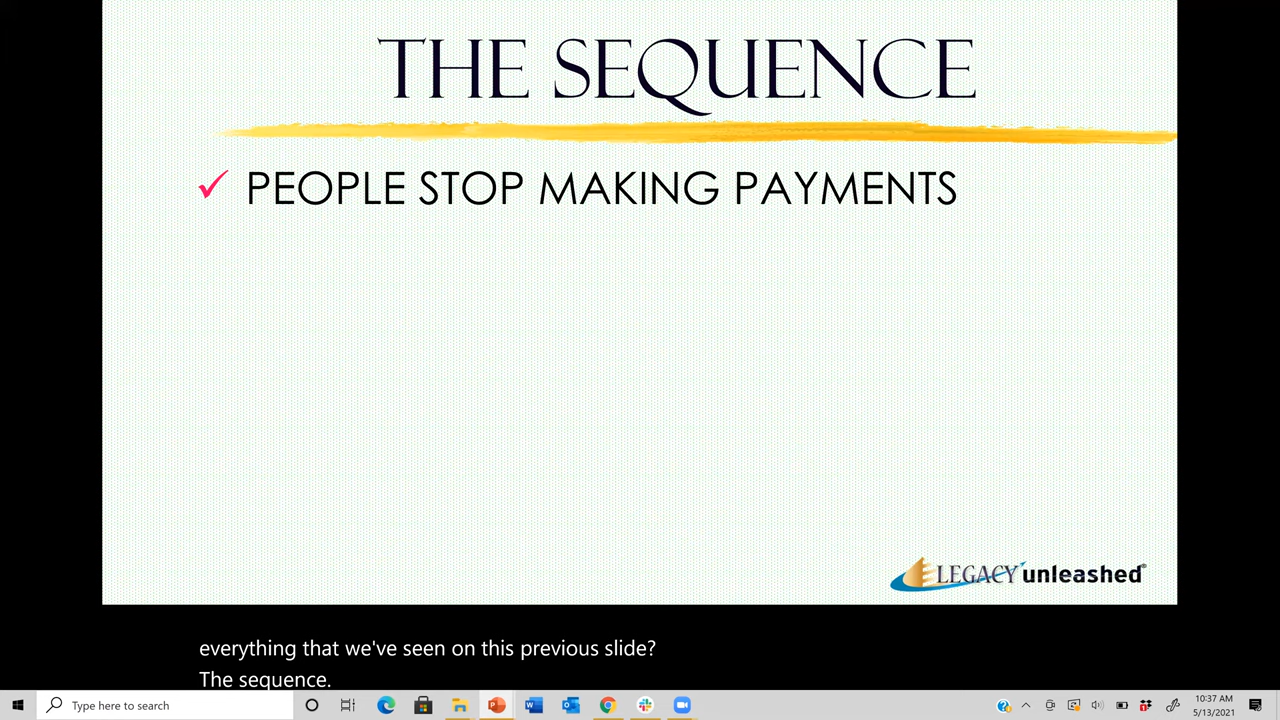 THE SEQUENCE
✓ PEOPLE STOP MAKING PAYMENTS
LEGACY unleashed®
everything that we've seen on this previous slide?
The sequence.
Type here to search
10:37 AM
5/13/2021